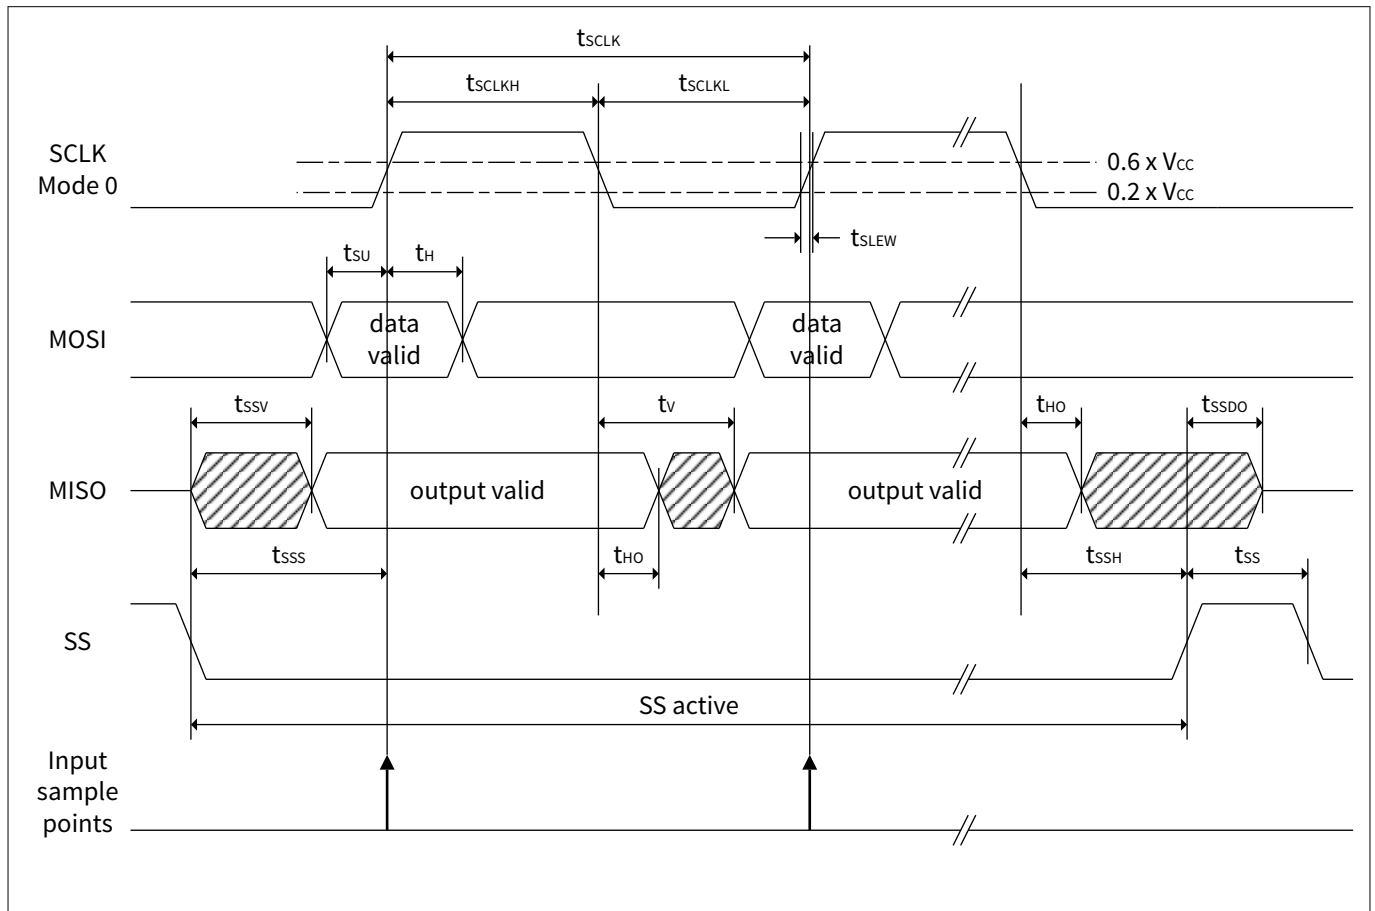 tSCLK
tSCLKH
tSCLKL
SCLK
Mode 0
0.6 x VCC
0.2 x VCC
tSLEW
tSU
tH
MOSI
data
valid
data
valid
tSSV
tV
tHO
tSSDO
MISO
output valid
output valid
tSSS
tHO
tSSH
tSS
SS
SS active
Input
sample
points